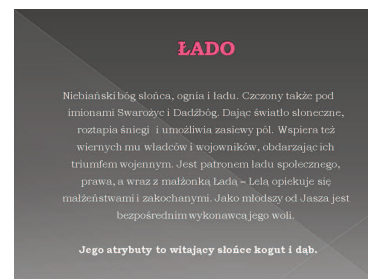 ŁADO
Niebiański bóg słońca, ognia i ładu. Czczony także pod
imionami Swarożyc i Dadźbóg. Dając światło słoneczne,
roztapia śniegi i umożliwia zasiewy pól. Wspiera też
wiernych mu władców i wojowników, obdarzając ich
triumfem wojennym. Jest patronem ładu społecznego,
prawa, a wraz z małżonką Ładą – Lelą opiekuje się
małżeństwami i zakochanymi. Jako młodszy od Jasza jest
bezpośrednim wykonawcą jego woli.
Jego atrybuty to witający słońce kogut i dąb.